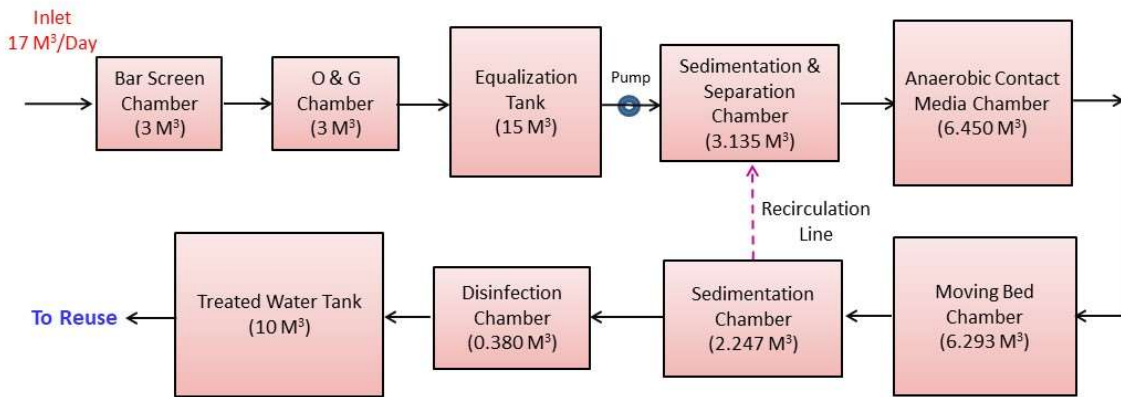 Inlet
17 M³/Day
Bar Screen
Chamber
(3 M³)
O & G
Chamber
(3 M³)
Equalization
Tank
(15 M³)
Pump
Sedimentation &
Separation
Chamber
(3.135 M³)
Anaerobic Contact
Media Chamber
(6.450 M³)
Recirculation
Line
To Reuse
Treated Water Tank
(10 M³)
Disinfection
Chamber
(0.380 M³)
Sedimentation
Chamber
(2.247 M³)
Moving Bed
Chamber
(6.293 M³)